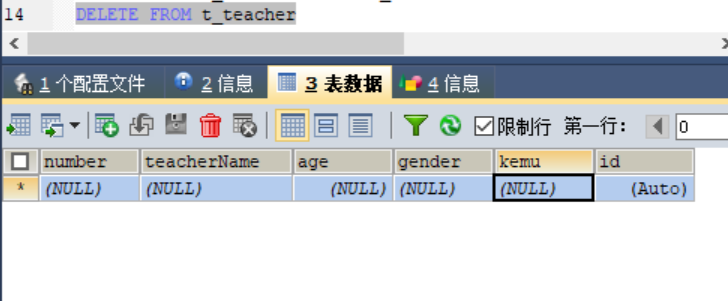 14 DELETE FROM t_teacher
1 个配置文件 2 信息 3 表数据 4 信息
限制行 第一行: 0
number teacherName age gender kemu id
* (NULL) (NULL) (NULL) (NULL) (NULL) (Auto)